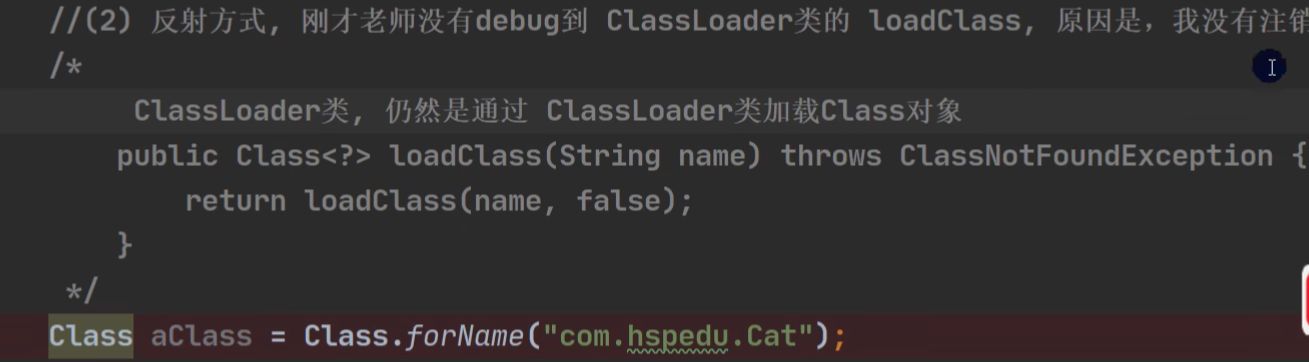 //(2) 反射方式, 刚才老师没有debug到 ClassLoader类的 loadClass, 原因是，我没有注销
/*
ClassLoader类, 仍然是通过 ClassLoader类加载Class对象
public Class<?> loadClass(String name) throws ClassNotFoundException {
return loadClass(name, false);
}
*/
Class aClass = Class.forName("com.hspedu.Cat");